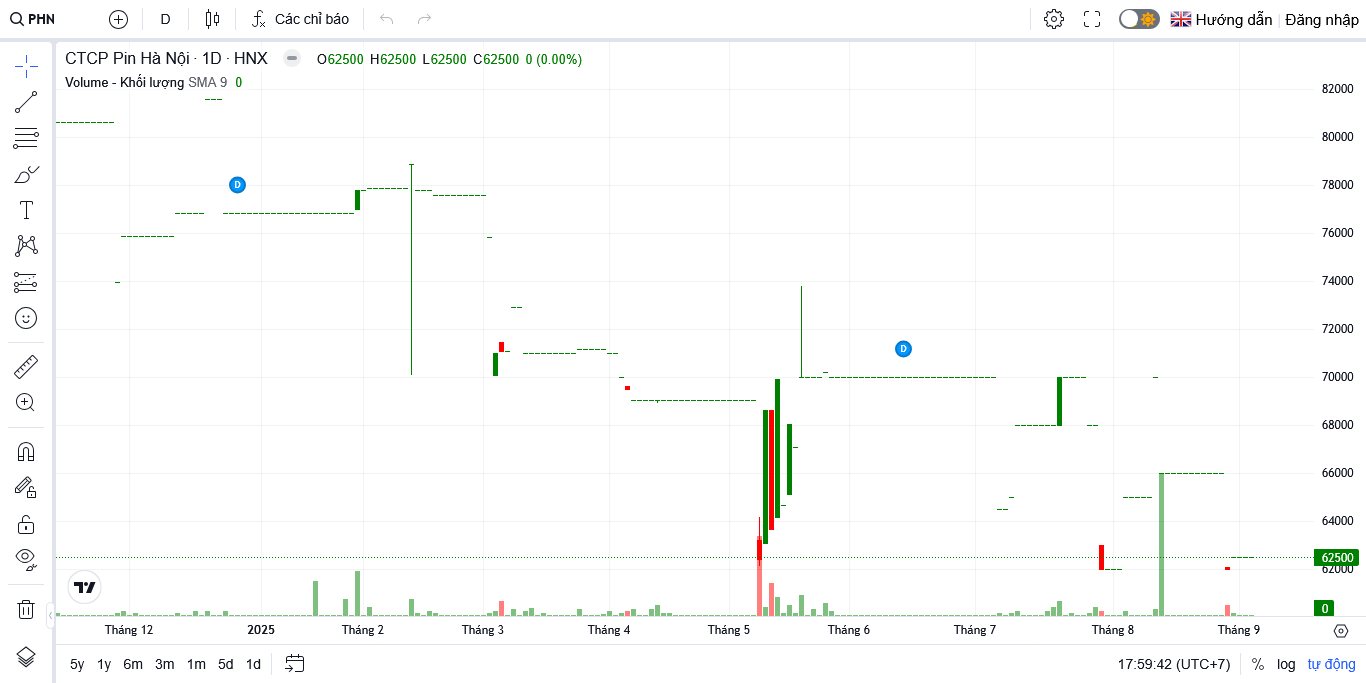 PHN D Các chỉ báo Hướng dẫn Đăng nhập
CTCP Pin Hà Nội · 1D · HNX O62500 H62500 L62500 C62500 0 (0.00%)
Volume - Khối lượng SMA 9 0
82000
80000
78000
76000
74000
72000
70000
68000
66000
64000
62500
62000
0
D
D
Tháng 12 2025 Tháng 2 Tháng 3 Tháng 4 Tháng 5 Tháng 6 Tháng 7 Tháng 8 Tháng 9
5y 1y 6m 3m 1m 5d 1d 17:59:42 (UTC+7) % log tự động